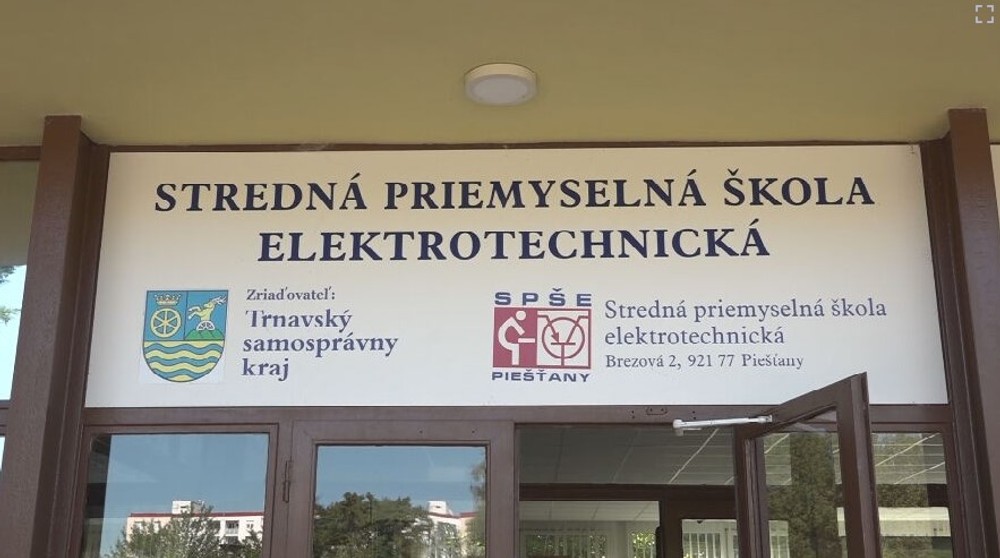 STREDNÁ PRIEMYSELNÁ ŠKOLA
ELEKTROTECHNICKÁ
Zriaďovateľ:
Trnavský
samosprávny
kraj
SPŠE
PIEŠŤANY
Stredná priemyselná škola
elektrotechnická
Brezová 2, 921 77 Piešťany